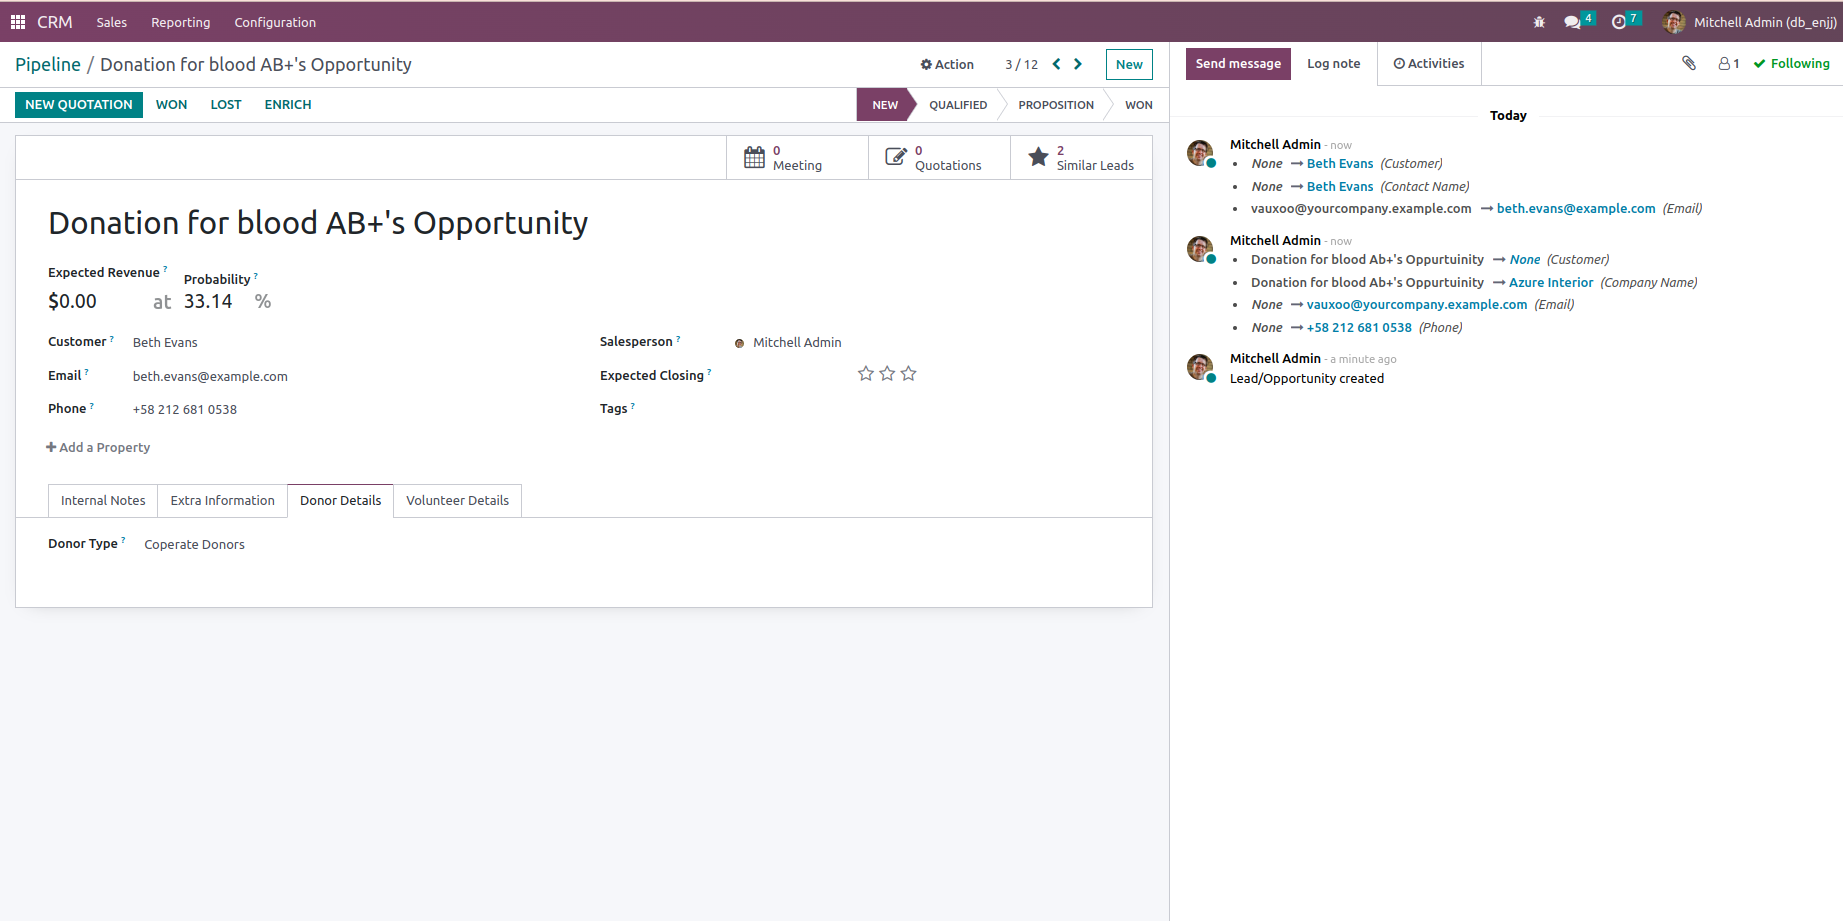 CRM Sales Reporting Configuration 4 7 Mitchell Admin (db_enjj)
Pipeline / Donation for blood AB+'s Opportunity Action 3 / 12 New
NEW QUOTATION WON LOST ENRICH NEW QUALIFIED PROPOSITION WON
0 Meeting
0 Quotations
2 Similar Leads
Donation for blood AB+'s Opportunity
Expected Revenue ? Probability ?
$0.00 at 33.14 %
Customer ? Beth Evans
Email ? beth.evans@example.com
Phone ? +58 212 681 0538
Salesperson ? Mitchell Admin
Expected Closing ?
Tags ?
Add a Property
Internal Notes Extra Information Donor Details Volunteer Details
Donor Type ? Coperate Donors
Send message Log note Activities 1 Following
Today
Mitchell Admin - now
None → Beth Evans (Customer)
None → Beth Evans (Contact Name)
vauxoo@yourcompany.example.com → beth.evans@example.com (Email)
Mitchell Admin - now
Donation for blood Ab+'s Oppurtuinity → None (Customer)
Donation for blood Ab+'s Oppurtuinity → Azure Interior (Company Name)
None → vauxoo@yourcompany.example.com (Email)
None → +58 212 681 0538 (Phone)
Mitchell Admin - a minute ago
Lead/Opportunity created